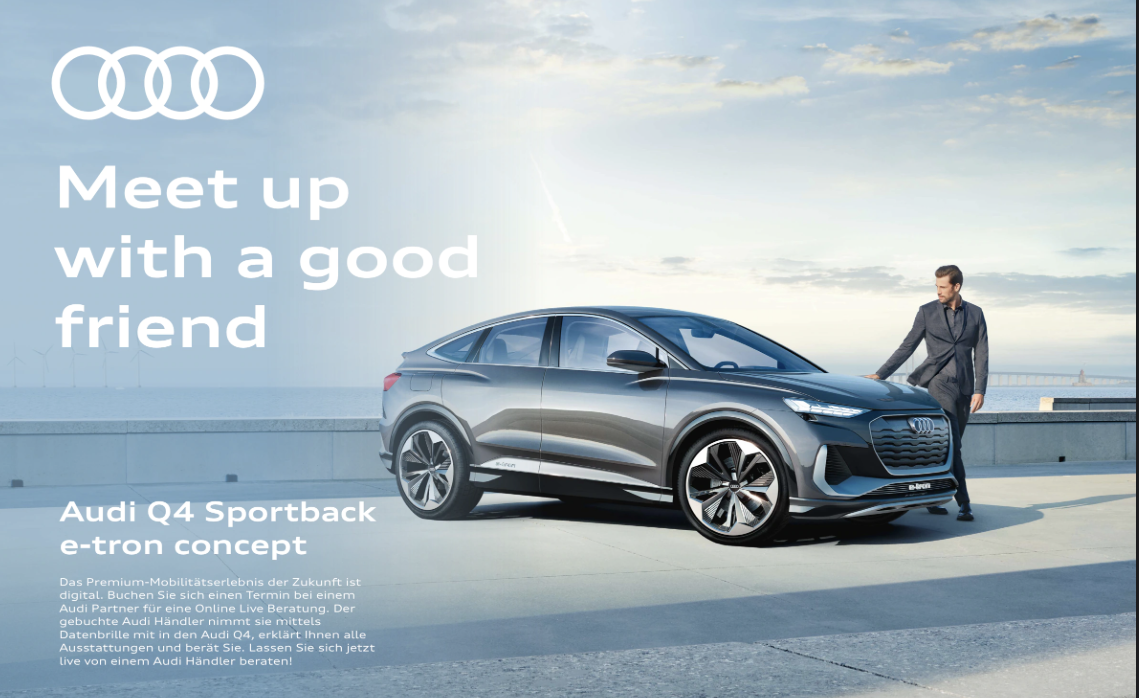 Meet up
with a good
friend
Audi Q4 Sportback
e-tron concept
Das Premium-Mobilitätserlebnis der Zukunft ist
digital. Buchen Sie sich einen Termin bei einem
Audi Partner für eine Online Live Beratung. Der
gebuchte Audi Händler nimmt sie mittels
Datenbrille mit in den Audi Q4, erklärt Ihnen alle
Ausstattungen und berät Sie. Lassen Sie sich jetzt
live von einem Audi Händler beraten!
e-tron
e-tron